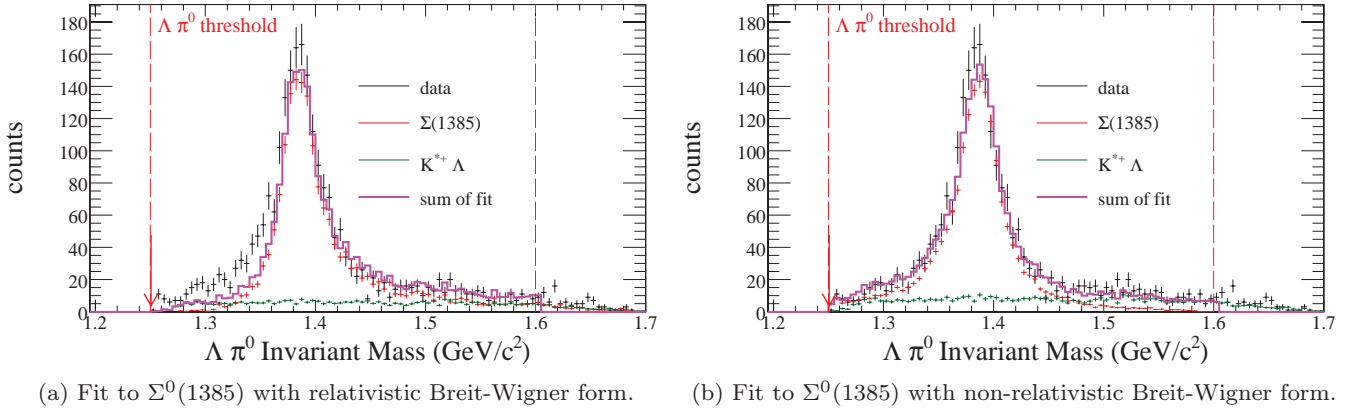 Λ π⁰ threshold
180
160
140
120
100
80
60
40
20
0
counts
data
Σ(1385)
K*+ Λ
sum of fit
1.2 1.3 1.4 1.5 1.6 1.7
Λ π⁰ Invariant Mass (GeV/c²)
(a) Fit to Σ⁰(1385) with relativistic Breit-Wigner form.
Λ π⁰ threshold
180
160
140
120
100
80
60
40
20
0
counts
data
Σ(1385)
K*+ Λ
sum of fit
1.2 1.3 1.4 1.5 1.6 1.7
Λ π⁰ Invariant Mass (GeV/c²)
(b) Fit to Σ⁰(1385) with non-relativistic Breit-Wigner form.